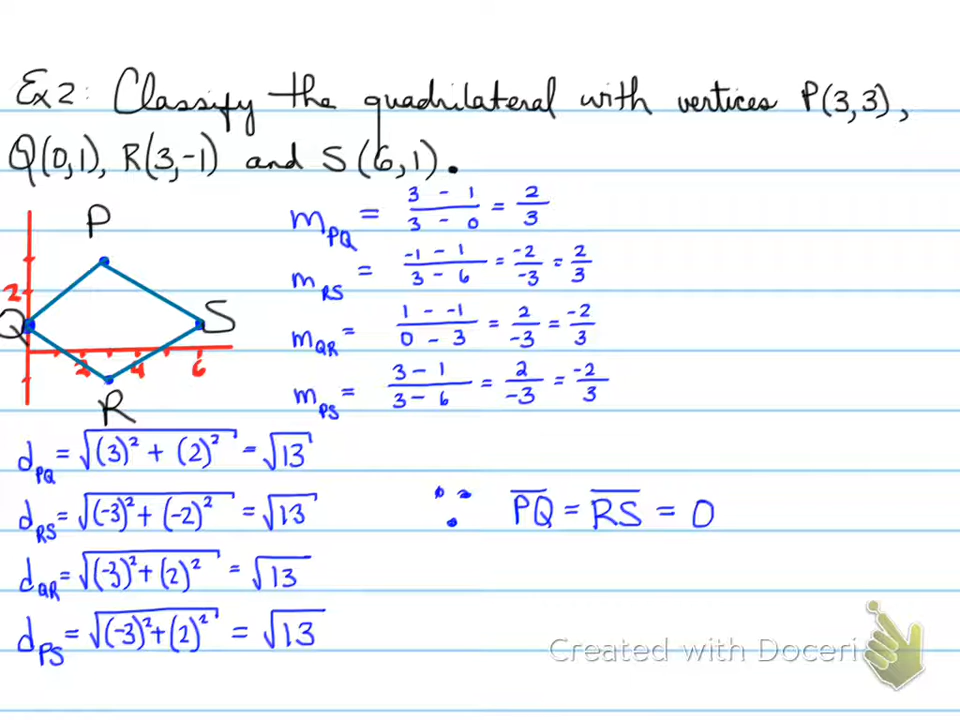 Ex 2: Classify the quadrilateral with vertices P(3,3),
Q(0,1), R(3,-1) and S(6,1).
m_PQ = (3 - 1)/(3 - 0) = 2/3
m_RS = (-1 - 1)/(3 - 6) = -2/-3 = 2/3
m_QR = (1 - -1)/(0 - 3) = 2/-3 = -2/3
m_PS = (3 - 1)/(3 - 6) = 2/-3 = -2/3
P
2
Q
S
2 4 6
R
d_PQ = √((3)² + (2)²) = √13
d_RS = √((-3)² + (-2)²) = √13
∴ P̅Q̅ = R̅S̅ = 0
d_QR = √((-3)² + (2)²) = √13
d_PS = √((-3)² + (2)²) = √13
Created with Doceri